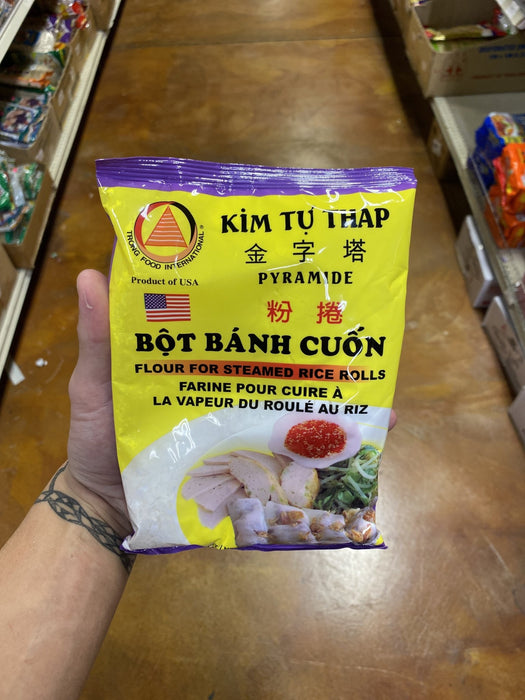 KIM TỰ THÁP
金字塔
PYRAMIDE
TRONG FOOD INTERNATIONAL
Product of USA
粉捲
BỘT BÁNH CUỐN
FLOUR FOR STEAMED RICE ROLLS
FARINE POUR CUIRE À
LA VAPEUR DU ROULÉ AU RIZ